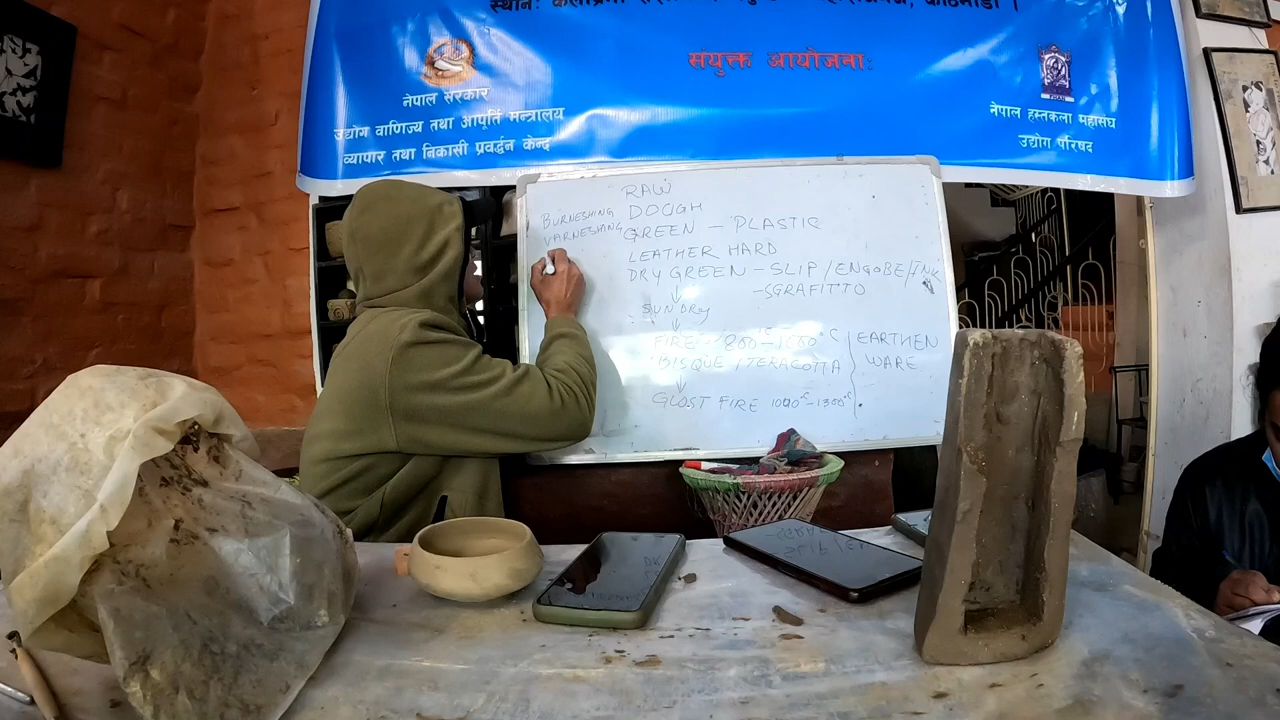 स्थान:
संयुक्त आयोजनाः
नेपाल सरकार
उद्योग वाणिज्य तथा आपूर्ति मन्त्रालय
व्यापार तथा निकासी प्रवर्द्धन केन्द्र
नेपाल हस्तकला महासंघ
उद्योग परिषद
RAW
DOUGH
GREEN - PLASTIC
LEATHER HARD
DRY GREEN - SLIP / ENGOBE / INK
- SGRAFITTO
SUN DRY
FIRE - 800 - 1000°C
BISQUE / TERACOTTA
EARTHEN
WARE
GLOST FIRE 1000°C - 1300°C
BURNESHING
VARNESHING